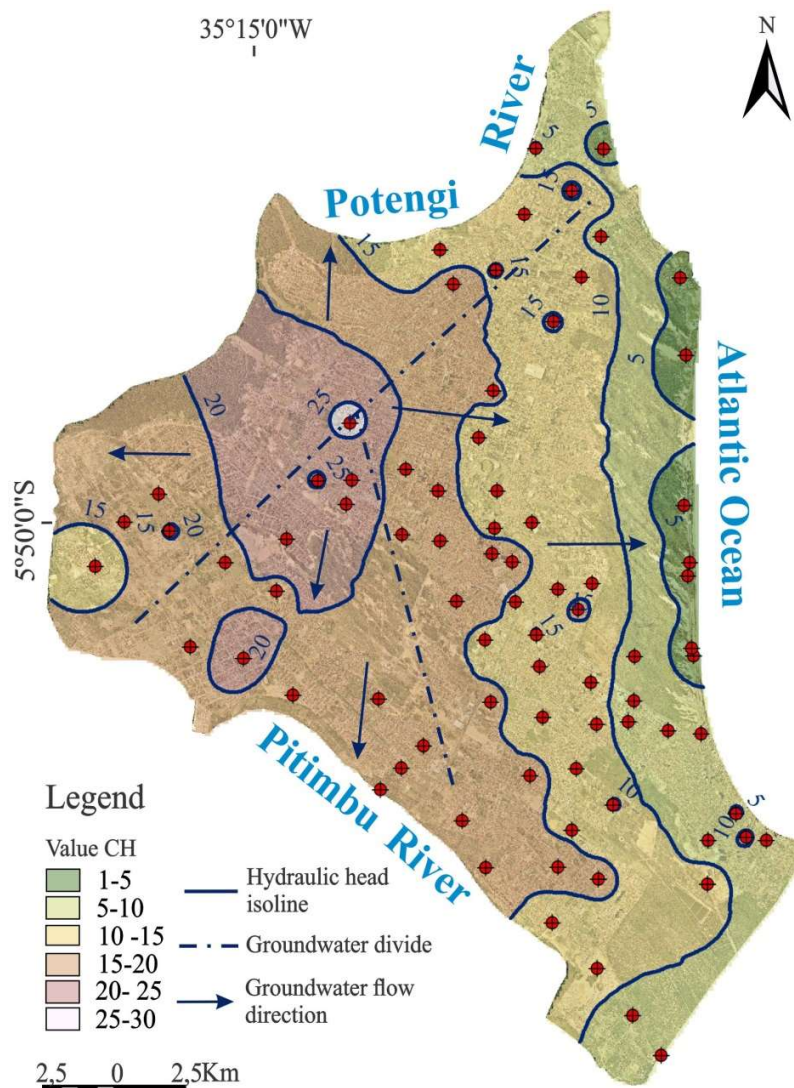 35°15'0"W
N
River
5
5
15
Potengi
15
15
10
15
5
Atlantic Ocean
25
20
25
5°50'0"S
15
15
20
5
15
20
Pitimbu River
10
5
10
Legend
Value CH
1-5
5-10
10 -15
15-20
20- 25
25-30
Hydraulic head
isoline
Groundwater divide
Groundwater flow
direction
2,5 0 2,5Km